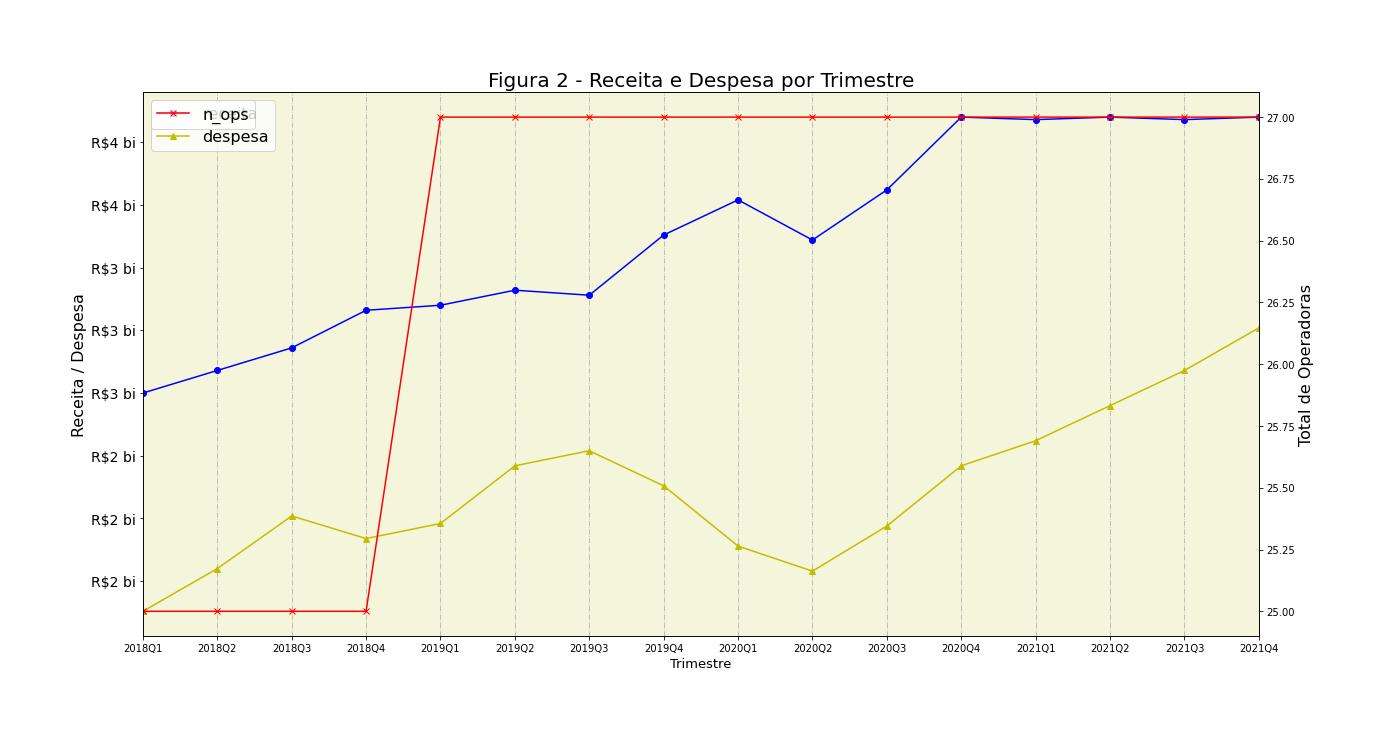 Figura 2 - Receita e Despesa por Trimestre
n_ops
receita
despesa
R$4 bi
R$4 bi
R$3 bi
R$3 bi
R$3 bi
R$2 bi
R$2 bi
R$2 bi
Receita / Despesa
27.00
26.75
26.50
26.25
26.00
25.75
25.50
25.25
25.00
Total de Operadoras
2018Q1 2018Q2 2018Q3 2018Q4 2019Q1 2019Q2 2019Q3 2019Q4 2020Q1 2020Q2 2020Q3 2020Q4 2021Q1 2021Q2 2021Q3 2021Q4
Trimestre